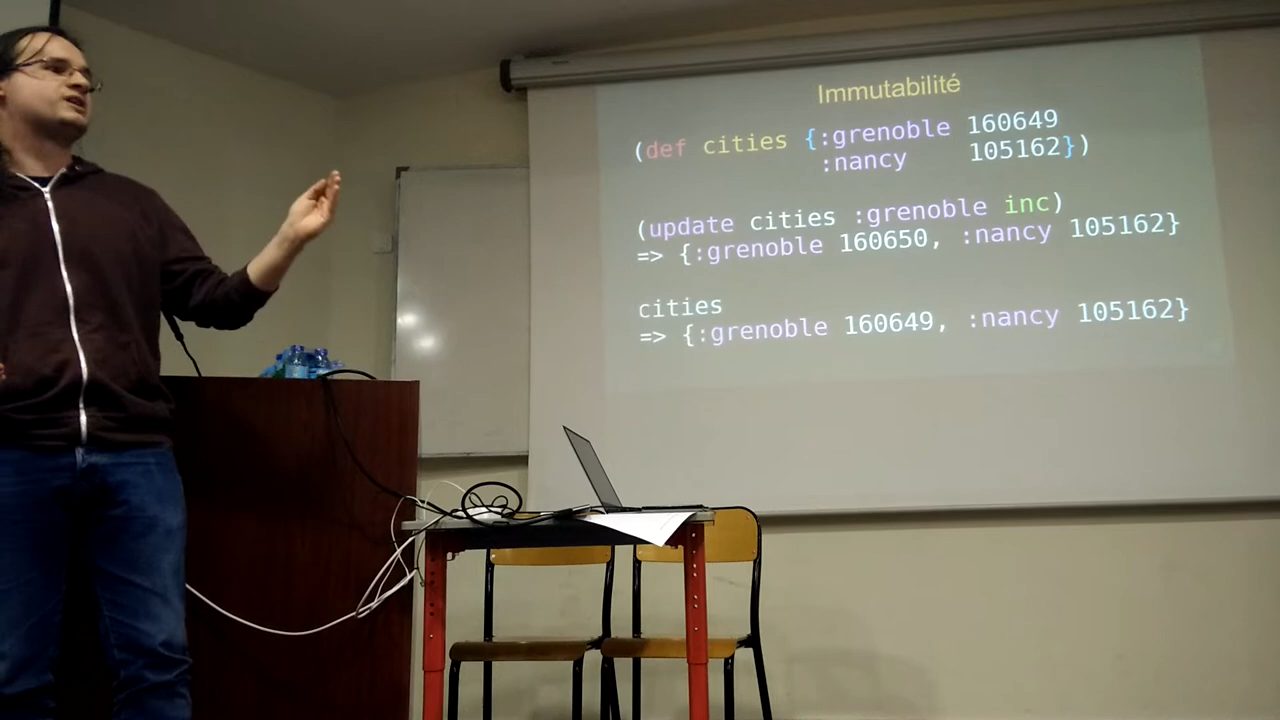 Immutabilité
(def cities {:grenoble 160649
:nancy 105162})
(update cities :grenoble inc)
=> {:grenoble 160650, :nancy 105162}
cities
=> {:grenoble 160649, :nancy 105162}